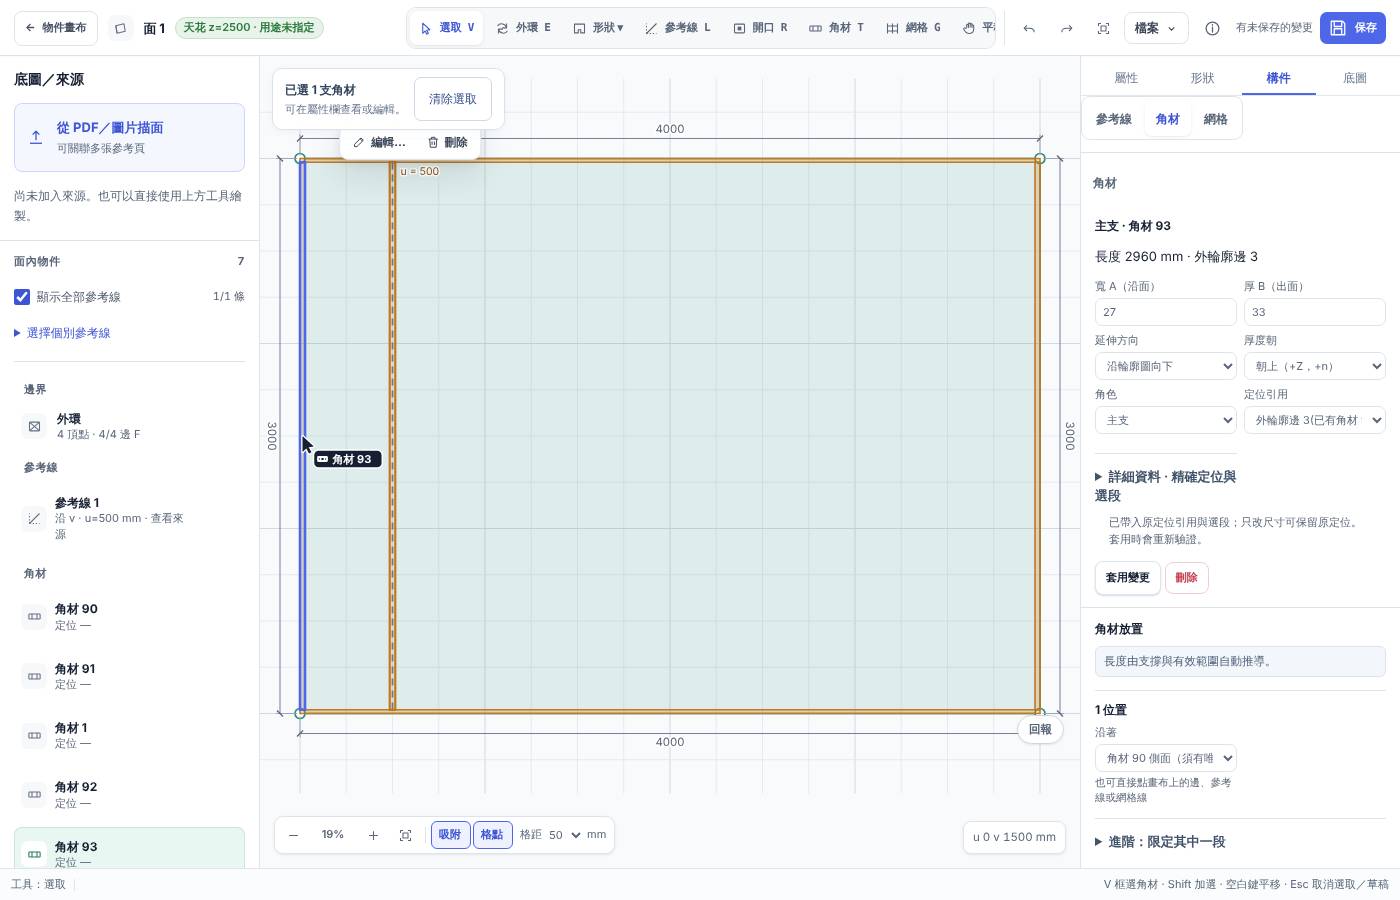 ← 物件畫布
面 1
天花 z=2500 · 用途未指定
選取 V
外環 E
形狀▾
參考線 L
開口 R
角材 T
網格 G
檔案
有未保存的變更
保存
底圖／來源
從 PDF／圖片描面
可關聯多張參考頁
尚未加入來源。也可以直接使用上方工具繪
製。
面內物件 7
顯示全部參考線 1/1 條
選擇個別參考線
邊界
外環
4 頂點 · 4/4 邊 F
參考線
參考線 1
沿 v · u=500 mm · 查看來
源
角材
角材 90
定位 —
角材 91
定位 —
角材 1
定位 —
角材 92
定位 —
角材 93
定位 —
已選 1 支角材
可在屬性欄查看或編輯。
清除選取
編輯...
刪除
4000
u = 500
3000
3000
角材 93
4000
回報
19%
吸附
格點
格距 50 mm
u 0 v 1500 mm
屬性
形狀
構件
底圖
參考線
角材
網格
角材
主支 · 角材 93
長度 2960 mm · 外輪廓邊 3
寬 A（沿面） 厚 B（出面）
27 33
延伸方向 厚度朝
沿輪廓圖向下 朝上（+Z，+n）
角色 定位引用
主支 外輪廓邊 3(已有角材
詳細資料 · 精確定位與
選段
已帶入原定位引用與選段；只改尺寸可保留原定位。
套用時會重新驗證。
套用變更
刪除
角材放置
長度由支撐與有效範圍自動推導。
1 位置
沿著
角材 90 側面（須有唯
也可直接點畫布上的邊、參考
線或網格線
進階：限定其中一段
工具：選取
V 框選角材 · Shift 加選 · 空白鍵平移 · Esc 取消選取／草稿